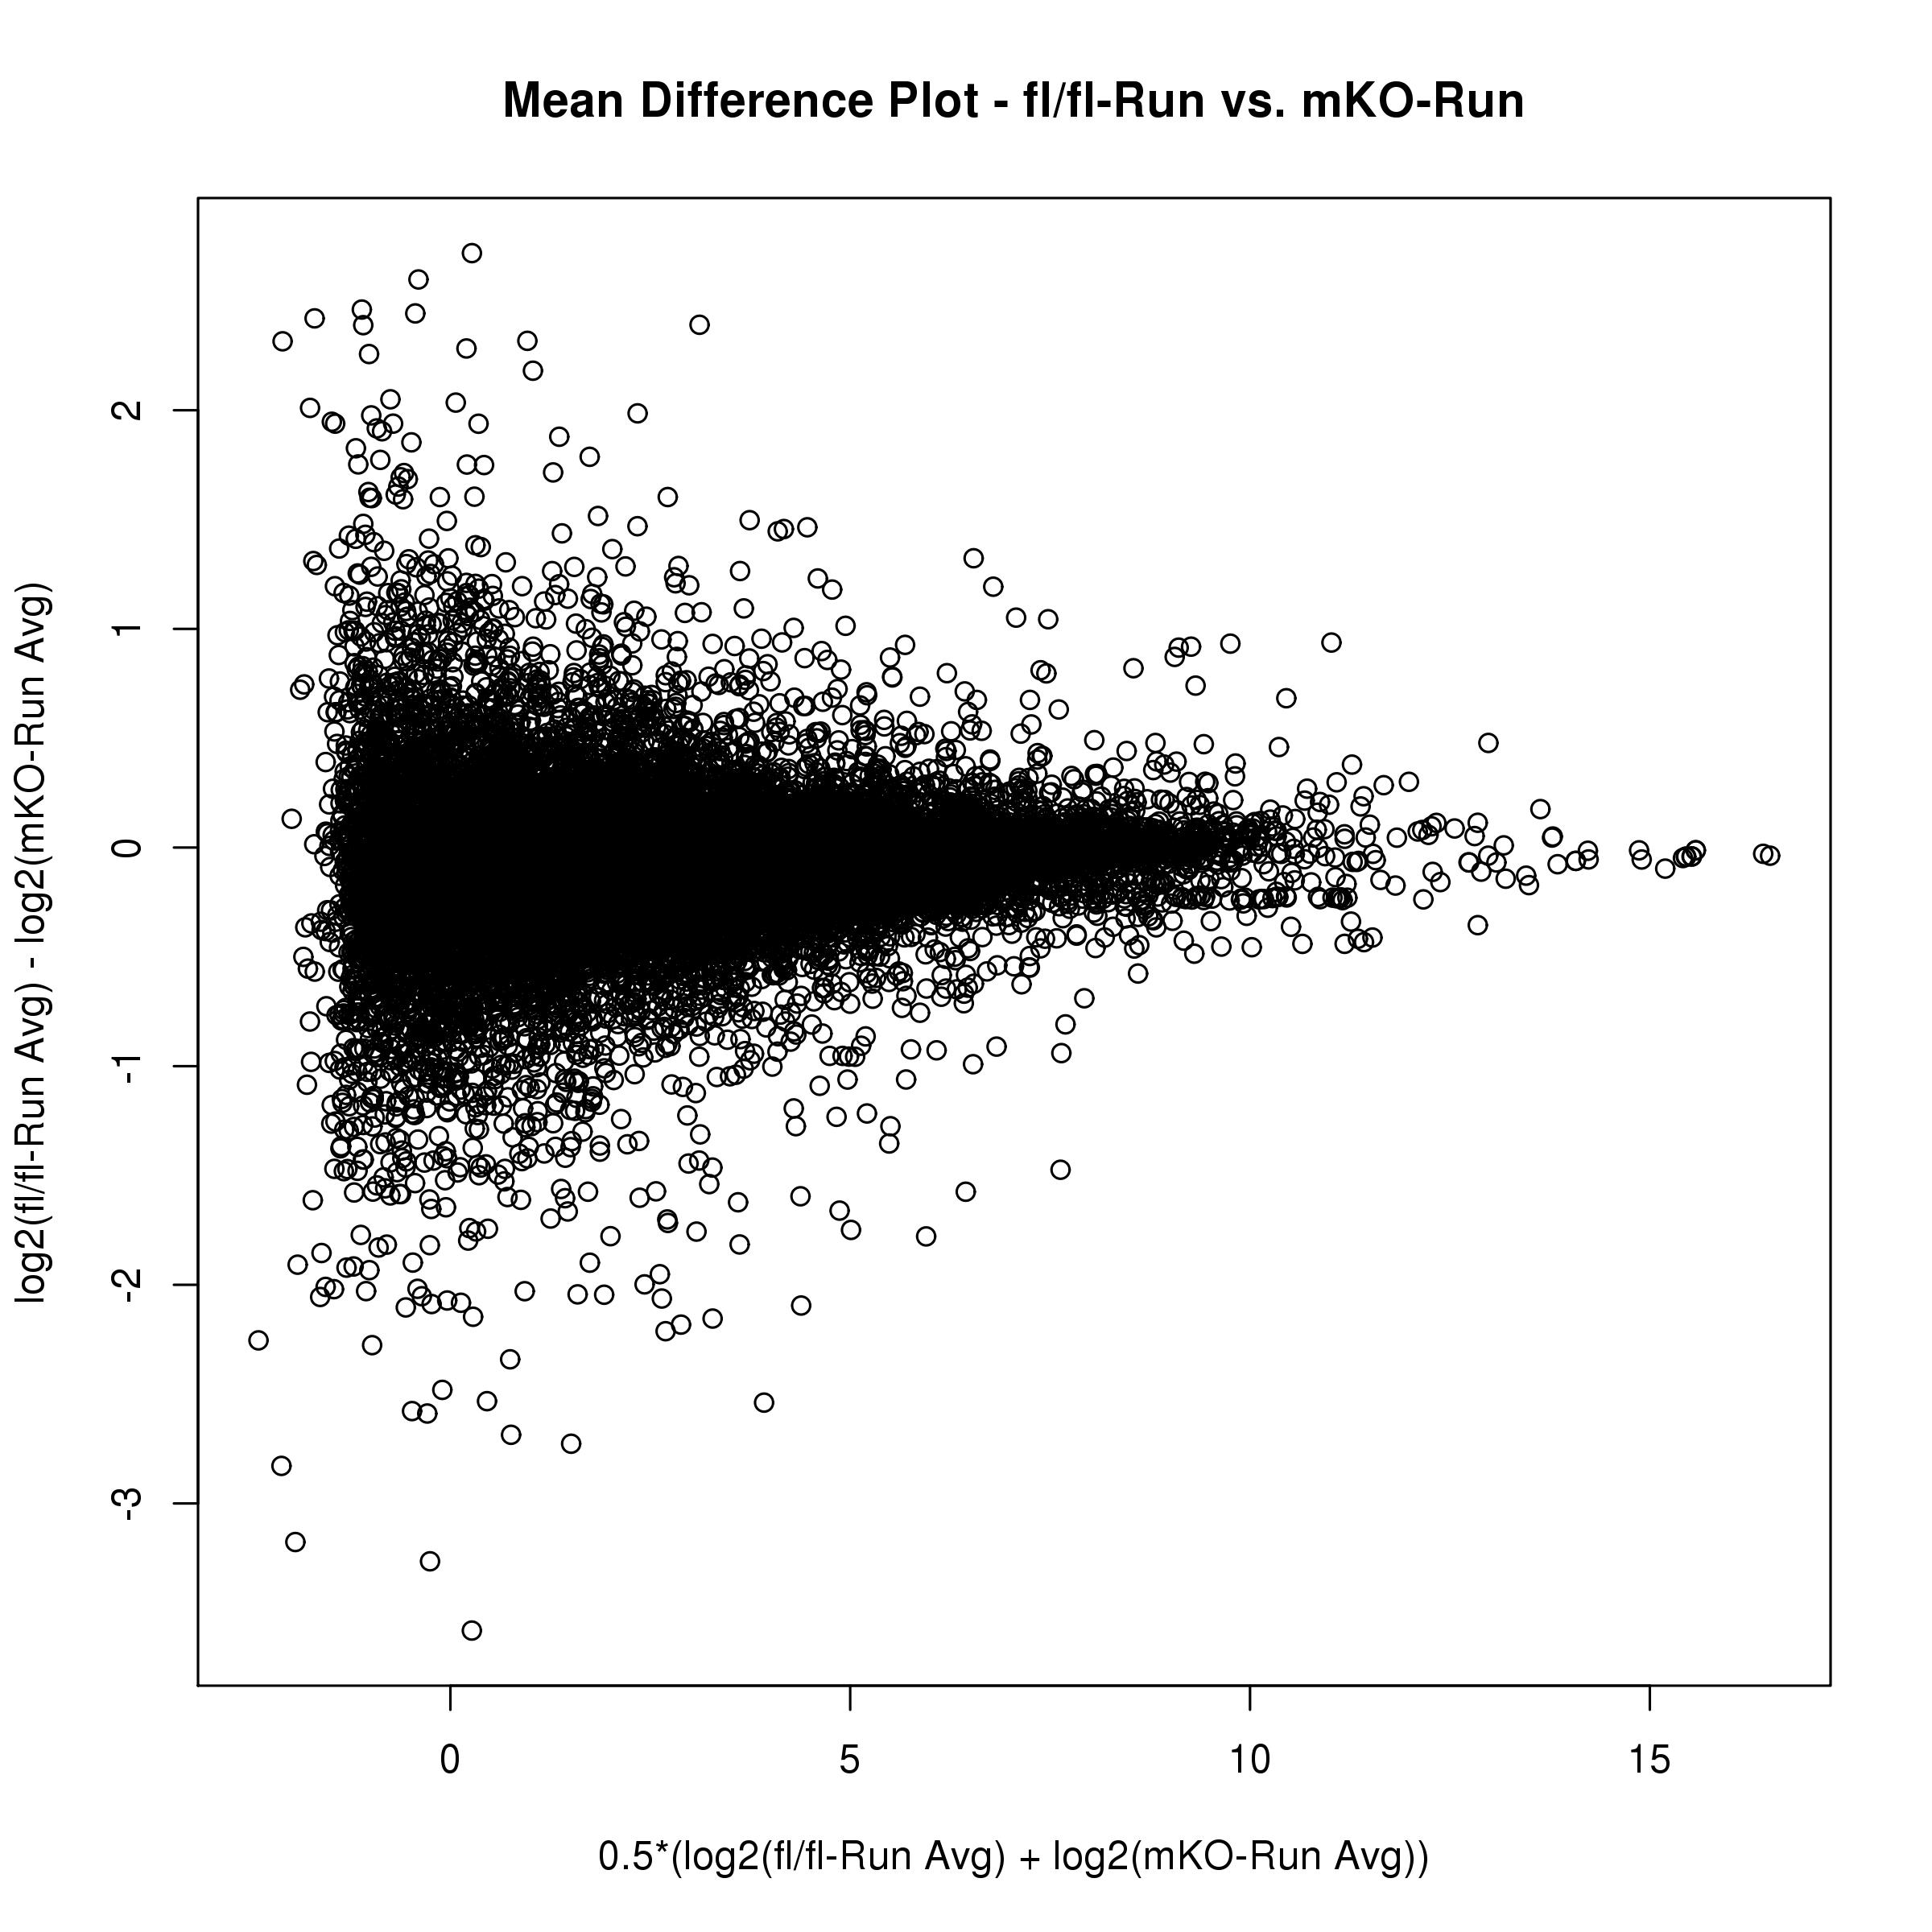 Mean Difference Plot - fl/fl-Run vs. mKO-Run
log2(fl/fl-Run Avg) - log2(mKO-Run Avg)
2
1
0
-1
-2
-3
0 5 10 15
0.5*(log2(fl/fl-Run Avg) + log2(mKO-Run Avg))